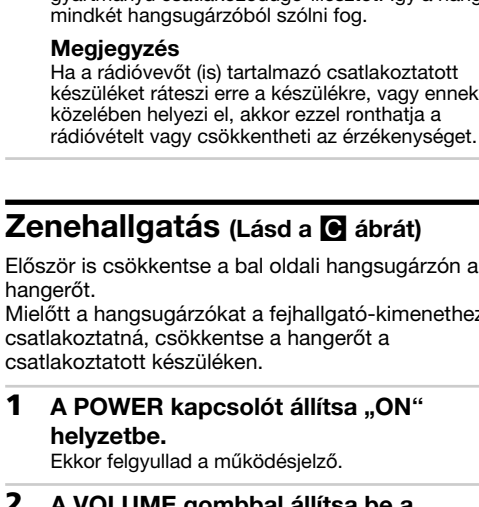 mindkét hangsugárzóból szólni fog.
Megjegyzés
Ha a rádióvevőt (is) tartalmazó csatlakoztatott
készüléket ráteszi erre a készülékre, vagy ennek
közelében helyezi el, akkor ezzel ronthatja a
rádióvételt vagy csökkentheti az érzékenységet.
Zenehallgatás (Lásd a C ábrát)
Először is csökkentse a bal oldali hangsugárzón a
hangerőt.
Mielőtt a hangsugárzókat a fejhallgató-kimenethez
csatlakoztatná, csökkentse a hangerőt a
csatlakoztatott készüléken.
1 A POWER kapcsolót állítsa „ON“
helyzetbe.
Ekkor felgyullad a működésjelző.
2 A VOLUME gombbal állítsa be a